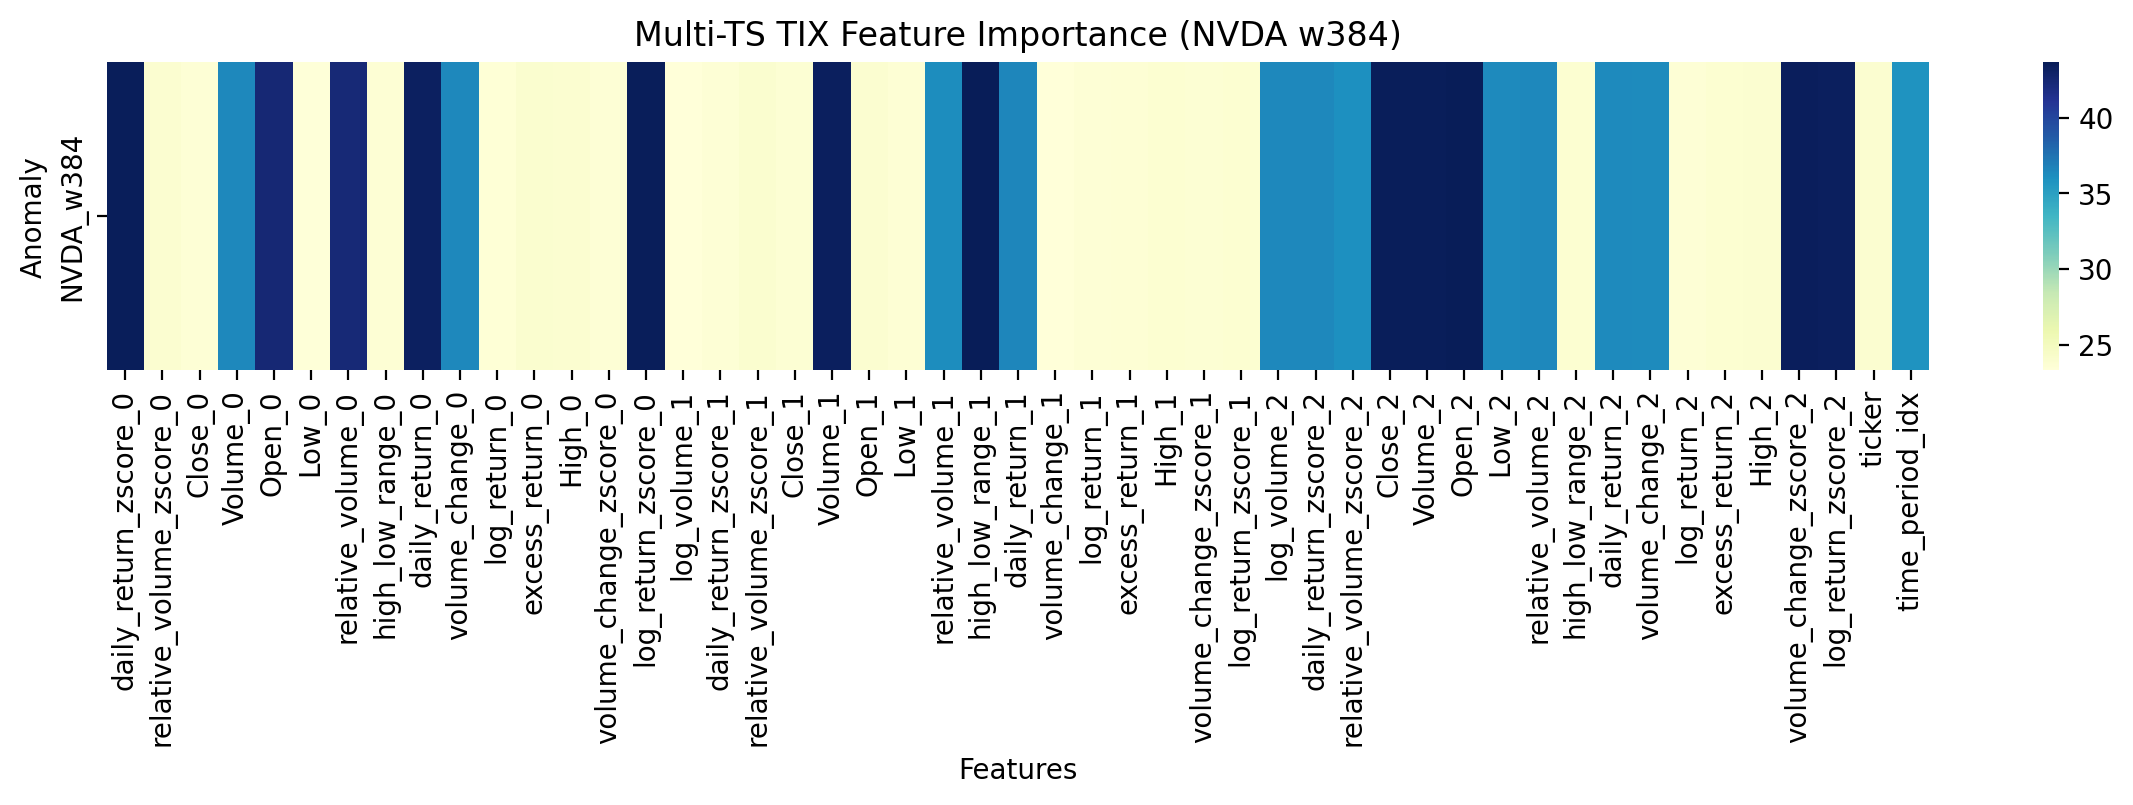 Multi-TS TIX Feature Importance (NVDA w384)
Anomaly
NVDA_w384
40
35
30
25
daily_return_zscore_0
relative_volume_zscore_0
Close_0
Volume_0
Open_0
Low_0
relative_volume_0
high_low_range_0
daily_return_0
volume_change_0
log_return_0
excess_return_0
High_0
volume_change_zscore_0
log_return_zscore_0
log_volume_1
daily_return_zscore_1
relative_volume_zscore_1
Close_1
Volume_1
Open_1
Low_1
relative_volume_1
high_low_range_1
daily_return_1
volume_change_1
log_return_1
excess_return_1
High_1
volume_change_zscore_1
log_return_zscore_1
log_volume_2
daily_return_zscore_2
relative_volume_zscore_2
Close_2
Volume_2
Open_2
Low_2
relative_volume_2
high_low_range_2
daily_return_2
volume_change_2
log_return_2
excess_return_2
High_2
volume_change_zscore_2
log_return_zscore_2
ticker
time_period_idx
Features